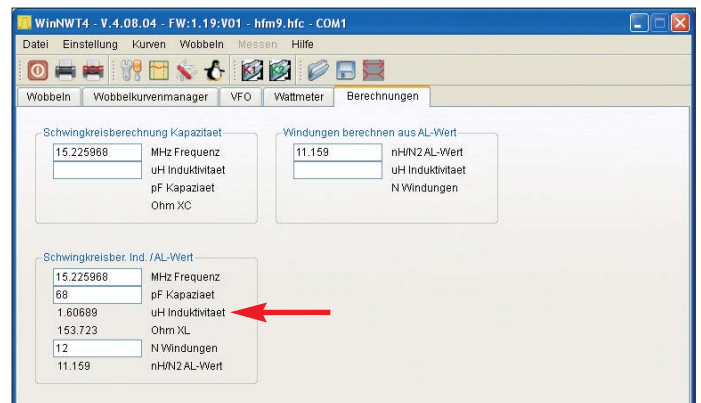 WinNWT4 - V.4.08.04 - FW:1.19:V01 - hfm9.hfc - COM1
Datei Einstellung Kurven Wobbeln Messen Hilfe
Wobbeln Wobbelkurvenmanager VFO Wattmeter Berechnungen
Schwingkreisberechnung Kapazitaet
15.225968 MHz Frequenz
uH Induktivitaet
pF Kapaziaet
Ohm XC
Windungen berechnen aus AL-Wert
11.159 nH/N2 AL-Wert
uH Induktivitaet
N Windungen
Schwingkreisber. Ind. / AL-Wert
15.225968 MHz Frequenz
68 pF Kapaziaet
1.60689 uH Induktivitaet
153.723 Ohm XL
12 N Windungen
11.159 nH/N2 AL-Wert